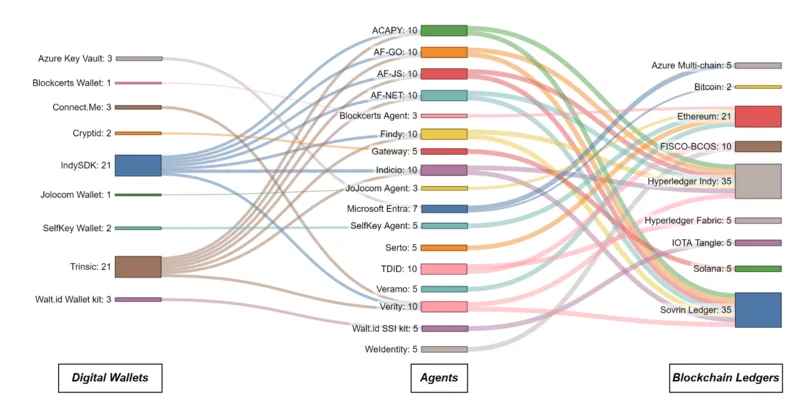 Azure Key Vault: 3
Blockcerts Wallet: 1
Connect.Me: 3
Cryptid: 2
IndySDK: 21
Jolocom Wallet: 1
SelfKey Wallet: 2
Trinsic: 21
Walt.id Wallet kit: 3
Digital Wallets
ACAPY: 10
AF-GO: 10
AF-JS: 10
AF-NET: 10
Blockcerts Agent: 3
Findy: 10
Gateway: 5
Indicio: 10
JoJocom Agent: 3
Microsoft Entra: 7
SelfKey Agent: 5
Serto: 5
TDID: 10
Veramo: 5
Verity: 10
Walt.id SSI kit: 5
WeIdentity: 5
Agents
Azure Multi-chain: 5
Bitcoin: 2
Ethereum: 21
FISCO-BCOS: 10
Hyperledger Indy: 35
Hyperledger Fabric: 5
IOTA Tangle: 5
Solana: 5
Sovrin Ledger: 35
Blockchain Ledgers